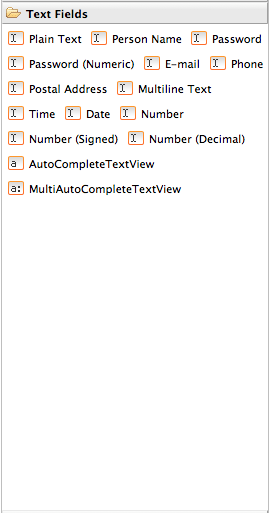 Text Fields
Plain Text Person Name Password
Password (Numeric) E-mail Phone
Postal Address Multiline Text
Time Date Number
Number (Signed) Number (Decimal)
a AutoCompleteTextView
a: MultiAutoCompleteTextView